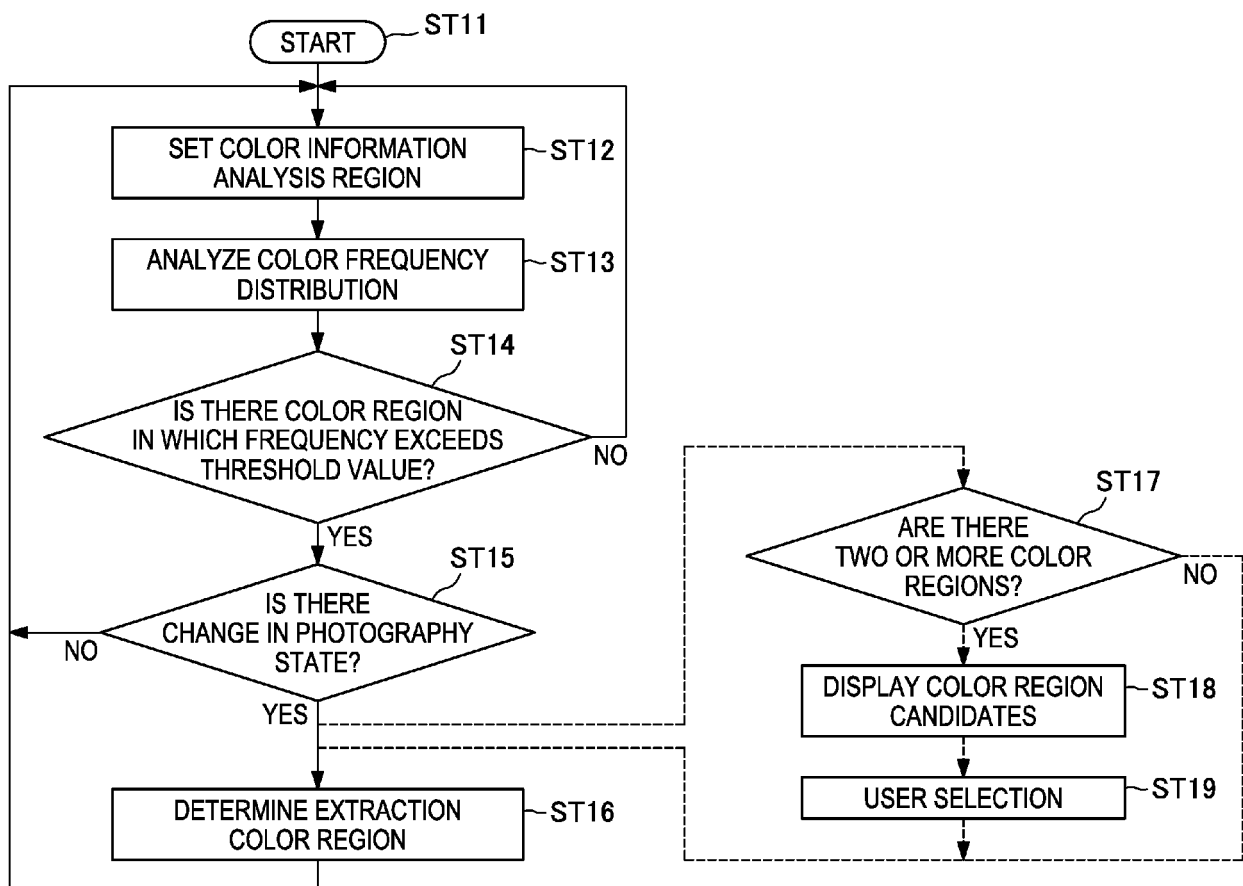 START
ST11
SET COLOR INFORMATION
ANALYSIS REGION
ST12
ANALYZE COLOR FREQUENCY
DISTRIBUTION
ST13
ST14
IS THERE COLOR REGION
IN WHICH FREQUENCY EXCEEDS
THRESHOLD VALUE?
NO
YES
ST15
IS THERE
CHANGE IN PHOTOGRAPHY
STATE?
NO
YES
DETERMINE EXTRACTION
COLOR REGION
ST16
ST17
ARE THERE
TWO OR MORE COLOR
REGIONS?
NO
YES
DISPLAY COLOR REGION
CANDIDATES
ST18
USER SELECTION
ST19